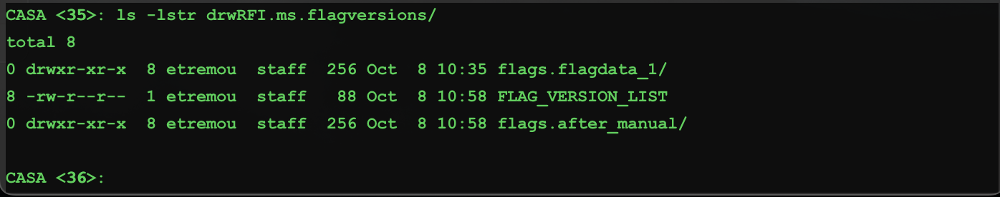 CASA <35>: ls -lstr drwRFI.ms.flagversions/
total 8
0 drwxr-xr-x  8 etremou  staff  256 Oct  8 10:35 flags.flagdata_1/
8 -rw-r--r--  1 etremou  staff   88 Oct  8 10:58 FLAG_VERSION_LIST
0 drwxr-xr-x  8 etremou  staff  256 Oct  8 10:58 flags.after_manual/
CASA <36>: